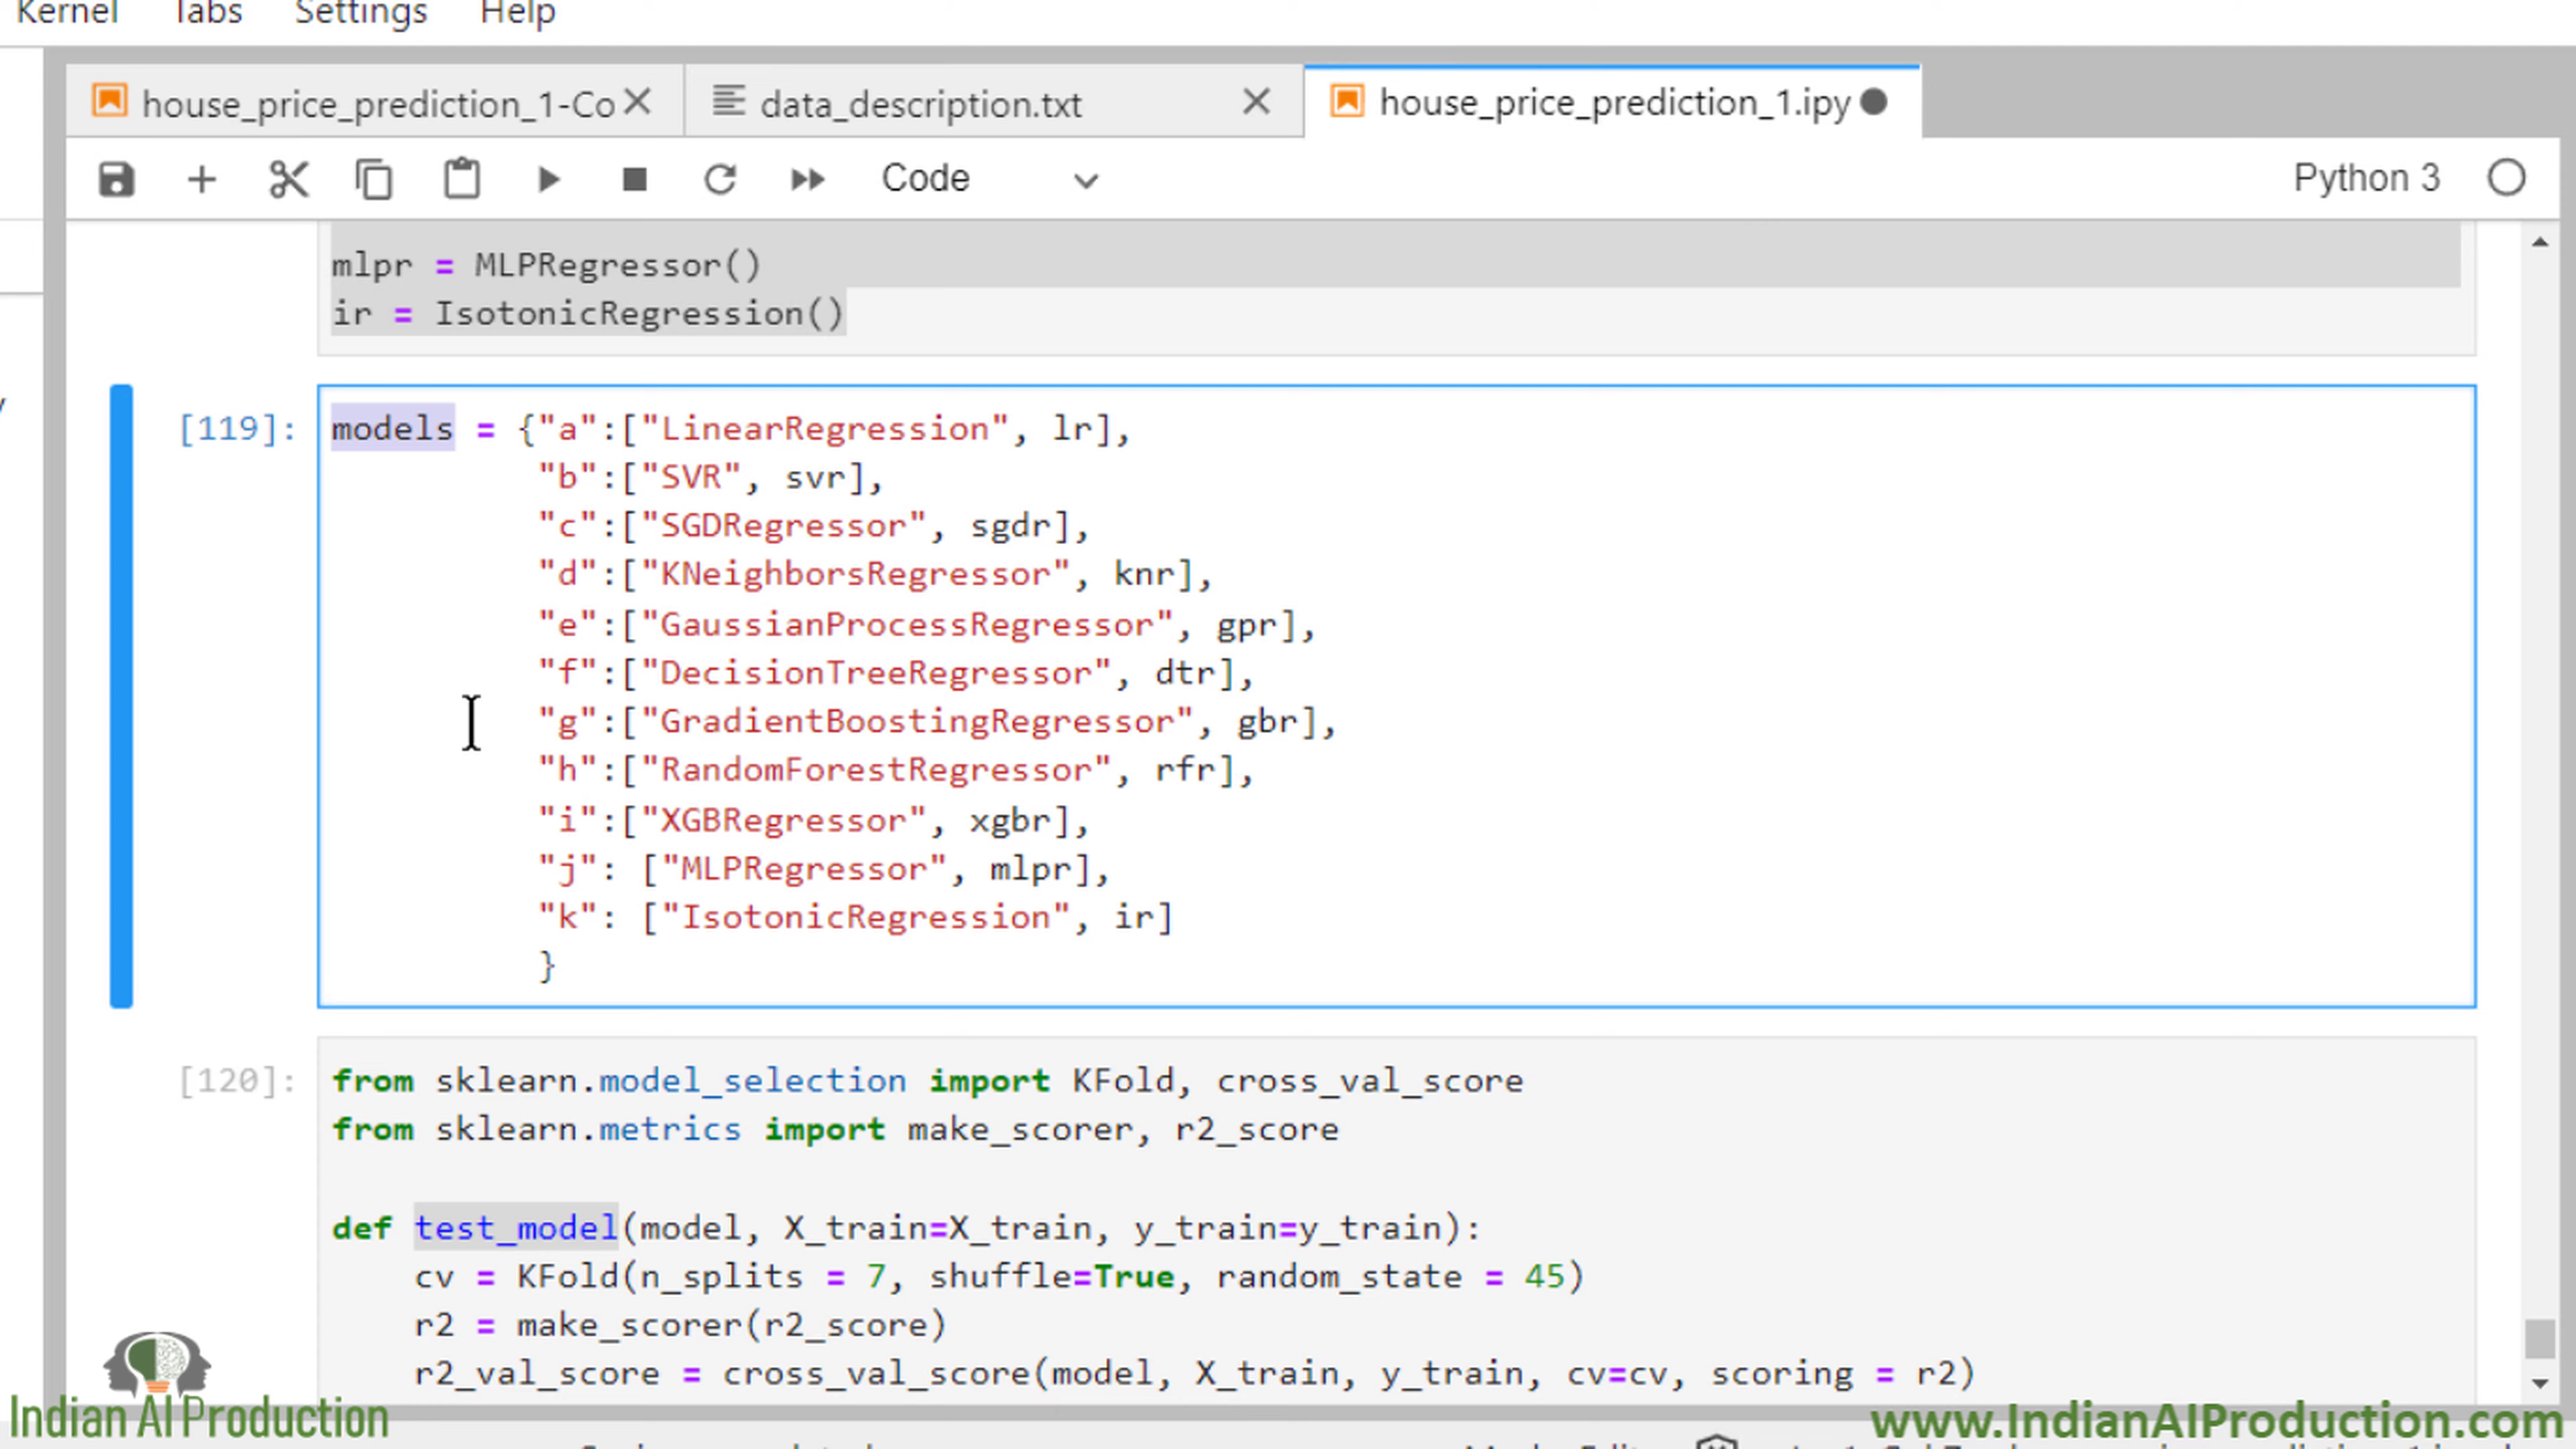 Kernel Tabs Settings Help
house_price_prediction_1-Co data_description.txt house_price_prediction_1.ipy
Code Python 3
mlpr = MLPRegressor()
ir = IsotonicRegression()
[119]: models = {"a":["LinearRegression", lr],
"b":["SVR", svr],
"c":["SGDRegressor", sgdr],
"d":["KNeighborsRegressor", knr],
"e":["GaussianProcessRegressor", gpr],
"f":["DecisionTreeRegressor", dtr],
"g":["GradientBoostingRegressor", gbr],
"h":["RandomForestRegressor", rfr],
"i":["XGBRegressor", xgbr],
"j": ["MLPRegressor", mlpr],
"k": ["IsotonicRegression", ir]
}
[120]: from sklearn.model_selection import KFold, cross_val_score
from sklearn.metrics import make_scorer, r2_score
def test_model(model, X_train=X_train, y_train=y_train):
cv = KFold(n_splits = 7, shuffle=True, random_state = 45)
r2 = make_scorer(r2_score)
r2_val_score = cross_val_score(model, X_train, y_train, cv=cv, scoring = r2)
Indian AI Production
www.IndianAIProduction.com